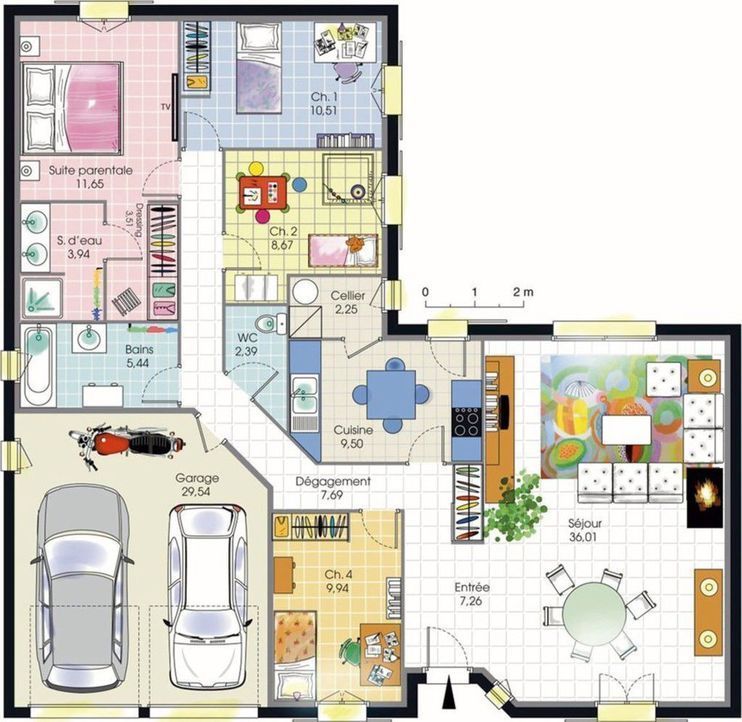 TV
Ch. 1
10,51
Suite parentale
11,65
Dressing
3,51
Ch. 2
8,67
S. d'eau
3,94
Cellier
2,25
0 1 2 m
WC
2,39
Bains
5,44
Cuisine
9,50
Garage
29,54
Dégagement
7,69
Séjour
36,01
Ch. 4
9,94
Entrée
7,26